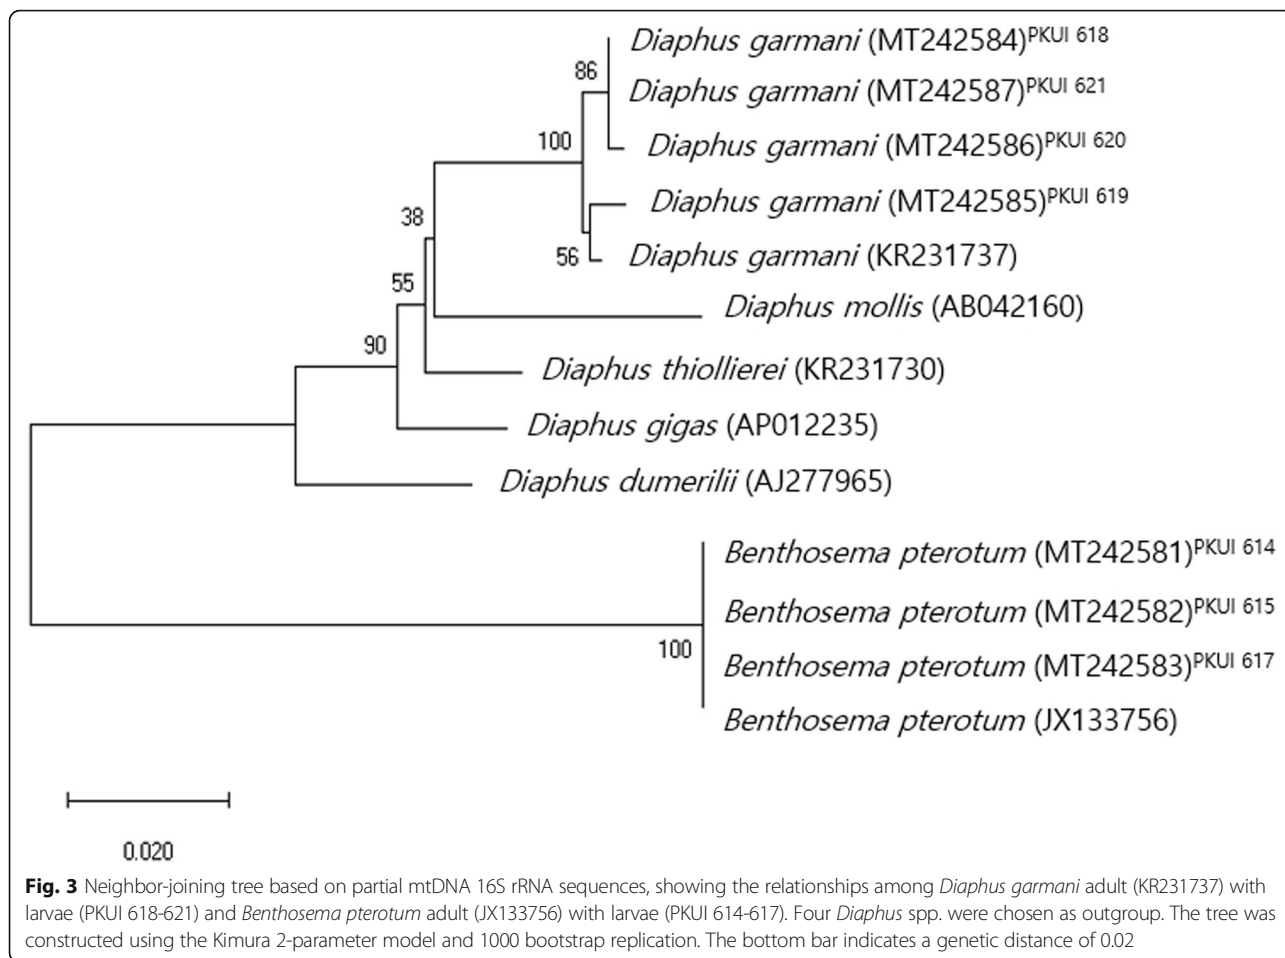 Diaphus garmani (MT242584)PKUI 618
86
Diaphus garmani (MT242587)PKUI 621
100
Diaphus garmani (MT242586)PKUI 620
Diaphus garmani (MT242585)PKUI 619
38
56
Diaphus garmani (KR231737)
55
Diaphus mollis (AB042160)
90
Diaphus thiollierei (KR231730)
Diaphus gigas (AP012235)
Diaphus dumerilii (AJ277965)
Benthosema pterotum (MT242581)PKUI 614
Benthosema pterotum (MT242582)PKUI 615
100
Benthosema pterotum (MT242583)PKUI 617
Benthosema pterotum (JX133756)
0.020
Fig. 3 Neighbor-joining tree based on partial mtDNA 16S rRNA sequences, showing the relationships among Diaphus garmani adult (KR231737) with
larvae (PKUI 618-621) and Benthosema pterotum adult (JX133756) with larvae (PKUI 614-617). Four Diaphus spp. were chosen as outgroup. The tree was
constructed using the Kimura 2-parameter model and 1000 bootstrap replication. The bottom bar indicates a genetic distance of 0.02